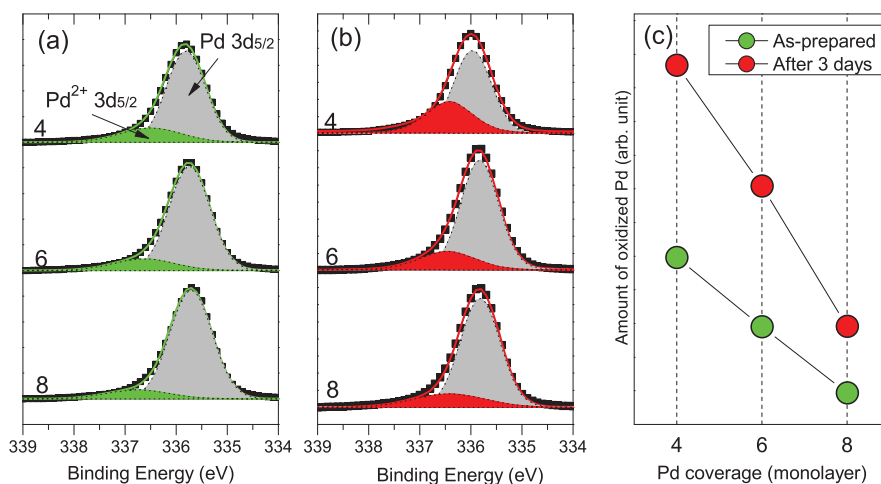 (a)
Pd 3d5/2
Pd2+ 3d5/2
4
6
8
339 338 337 336 335 334
Binding Energy (eV)
(b)
4
6
8
339 338 337 336 335 334
Binding Energy (eV)
(c)
As-prepared
After 3 days
Amount of oxidized Pd (arb. unit)
4 6 8
Pd coverage (monolayer)